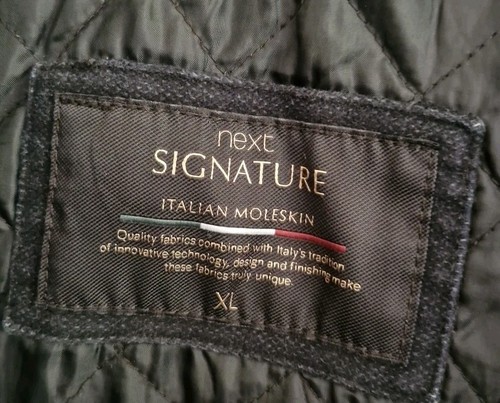 next
SIGNATURE
ITALIAN MOLESKIN
Quality fabrics combined with Italy's tradition
of innovative technology, design and finishing make
these fabrics truly unique.
XL